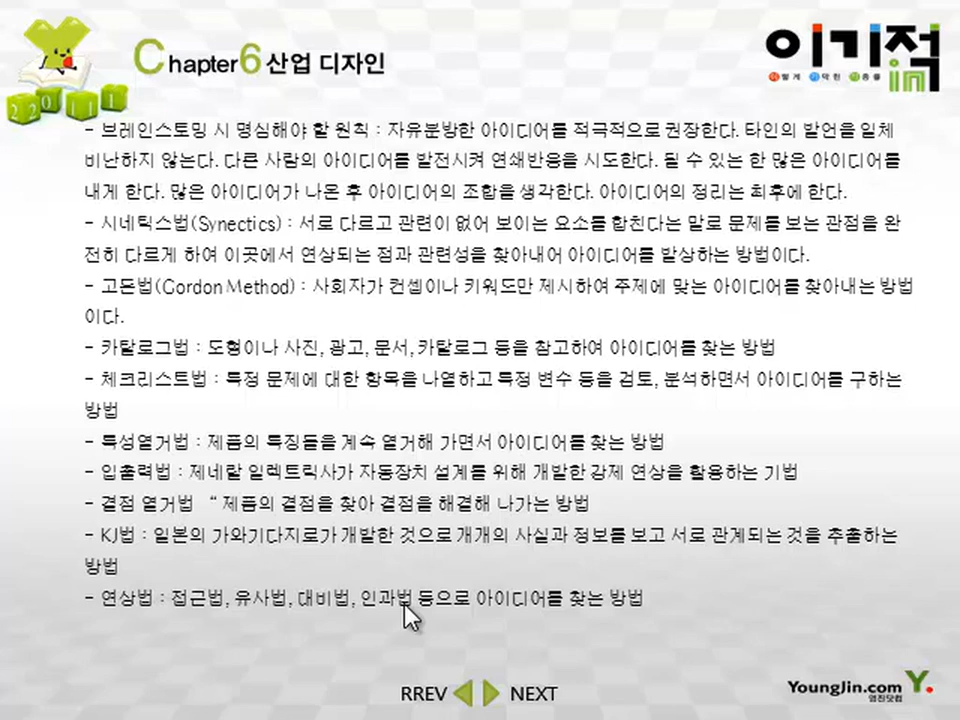 Chapter6 산업 디자인
이기적in
이렇게 기막힌 적중률
2 2 0 1 1 1
- 브레인스토밍 시 명심해야 할 원칙 : 자유분방한 아이디어를 적극적으로 권장한다. 타인의 발언을 일체
비난하지 않는다. 다른 사람의 아이디어를 발전시켜 연쇄반응을 시도한다. 될 수 있는 한 많은 아이디어를
내게 한다. 많은 아이디어가 나온 후 아이디어의 조합을 생각한다. 아이디어의 정리는 최후에 한다.
- 시네틱스법(Synectics) : 서로 다르고 관련이 없어 보이는 요소를 합친다는 말로 문제를 보는 관점을 완
전히 다르게 하여 이곳에서 연상되는 점과 관련성을 찾아내어 아이디어를 발상하는 방법이다.
- 고든법(Gordon Method) : 사회자가 컨셉이나 키워드만 제시하여 주제에 맞는 아이디어를 찾아내는 방법
이다.
- 카탈로그법 : 도형이나 사진, 광고, 문서, 카탈로그 등을 참고하여 아이디어를 찾는 방법
- 체크리스트법 : 특정 문제에 대한 항목을 나열하고 특정 변수 등을 검토, 분석하면서 아이디어를 구하는
방법
- 특성열거법 : 제품의 특징들을 계속 열거해 가면서 아이디어를 찾는 방법
- 입출력법 : 제네랄 일렉트릭사가 자동장치 설계를 위해 개발한 강제 연상을 활용하는 기법
- 결점 열거법 “ 제품의 결점을 찾아 결점을 해결해 나가는 방법
- KJ법 : 일본의 가와기다지로가 개발한 것으로 개개의 사실과 정보를 보고 서로 관계되는 것을 추출하는
방법
- 연상법 : 접근법, 유사법, 대비법, 인과법 등으로 아이디어를 찾는 방법
RREV NEXT
YoungJin.com Y.
영진닷컴